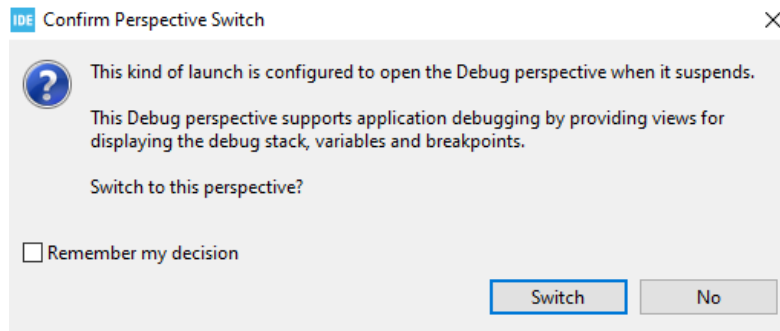 IDE Confirm Perspective Switch
This kind of launch is configured to open the Debug perspective when it suspends.
This Debug perspective supports application debugging by providing views for
displaying the debug stack, variables and breakpoints.
Switch to this perspective?
Remember my decision
Switch No